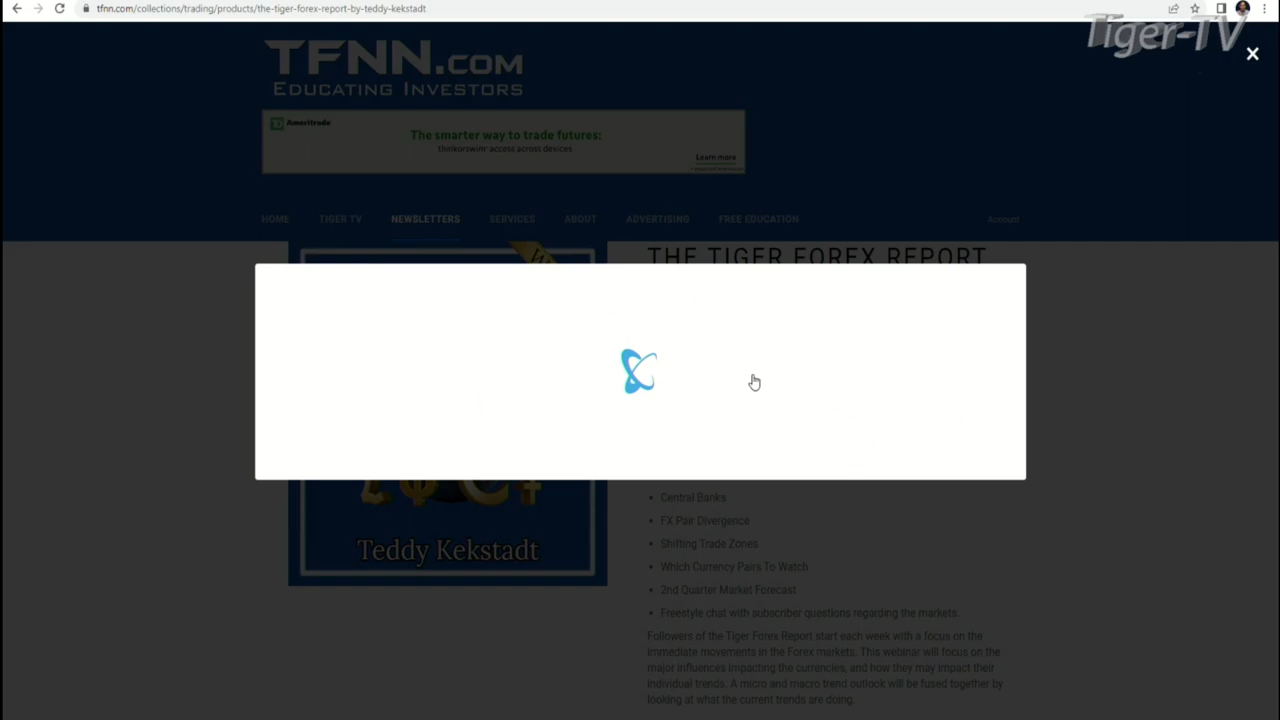 tfnn.com/collections/trading/products/the-tiger-forex-report-by-teddy-kekstadt
Tiger-TV
TFNN.COM
EDUCATING INVESTORS
Ameritrade
The smarter way to trade futures:
thinkorswim® access across devices
Learn more
HOME TIGER TV NEWSLETTERS SERVICES ABOUT ADVERTISING FREE EDUCATION Account
THE TIGER FOREX REPORT
Central Banks
FX Pair Divergence
Shifting Trade Zones
Teddy Kekstadt
Which Currency Pairs To Watch
2nd Quarter Market Forecast
Freestyle chat with subscriber questions regarding the markets.
Followers of the Tiger Forex Report start each week with a focus on the
immediate movements in the Forex markets. This webinar will focus on the
major influences impacting the currencies, and how they may impact their
individual trends. A micro and macro trend outlook will be fused together by
looking at what the current trends are doing.